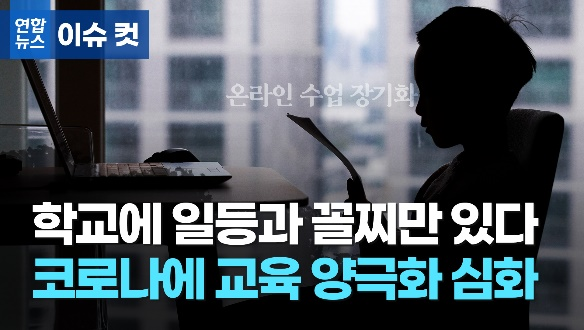 연합
뉴스
이슈 컷
온라인 수업 장기화
학교에 일등과 꼴찌만 있다
코로나에 교육 양극화 심화